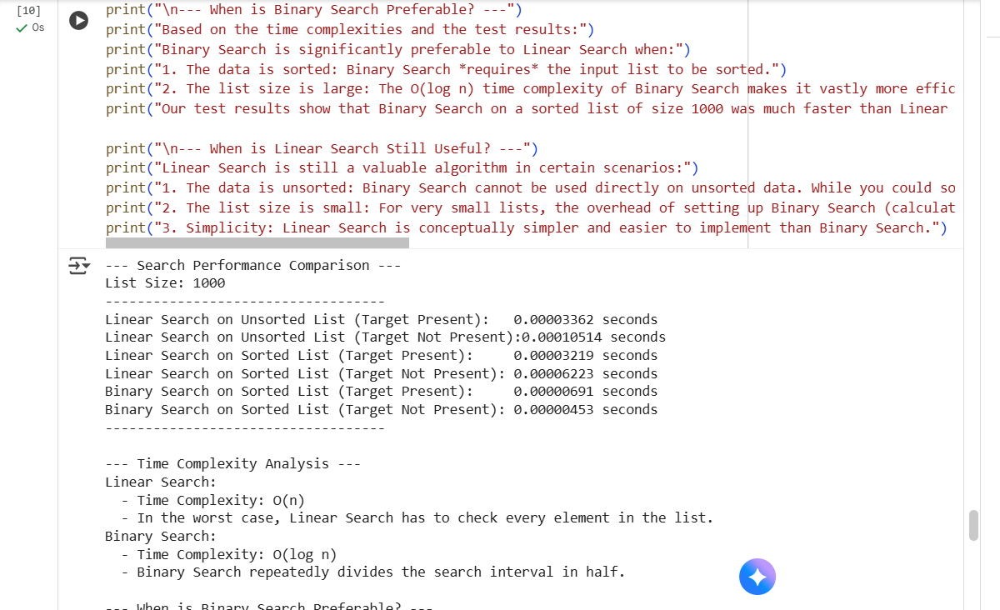 [10]
0s
print("\n--- When is Binary Search Preferable? ---")
print("Based on the time complexities and the test results:")
print("Binary Search is significantly preferable to Linear Search when:")
print("1. The data is sorted: Binary Search *requires* the input list to be sorted.")
print("2. The list size is large: The O(log n) time complexity of Binary Search makes it vastly more effic
print("Our test results show that Binary Search on a sorted list of size 1000 was much faster than Linear
print("\n--- When is Linear Search Still Useful? ---")
print("Linear Search is still a valuable algorithm in certain scenarios:")
print("1. The data is unsorted: Binary Search cannot be used directly on unsorted data. While you could so
print("2. The list size is small: For very small lists, the overhead of setting up Binary Search (calculat
print("3. Simplicity: Linear Search is conceptually simpler and easier to implement than Binary Search.")
--- Search Performance Comparison ---
List Size: 1000
-----------------------------------
Linear Search on Unsorted List (Target Present):   0.00003362 seconds
Linear Search on Unsorted List (Target Not Present):0.00010514 seconds
Linear Search on Sorted List (Target Present):     0.00003219 seconds
Linear Search on Sorted List (Target Not Present): 0.00006223 seconds
Binary Search on Sorted List (Target Present):     0.00000691 seconds
Binary Search on Sorted List (Target Not Present): 0.00000453 seconds
-----------------------------------
--- Time Complexity Analysis ---
Linear Search:
  - Time Complexity: O(n)
  - In the worst case, Linear Search has to check every element in the list.
Binary Search:
  - Time Complexity: O(log n)
  - Binary Search repeatedly divides the search interval in half.
--- When is Binary Search Preferable? ---